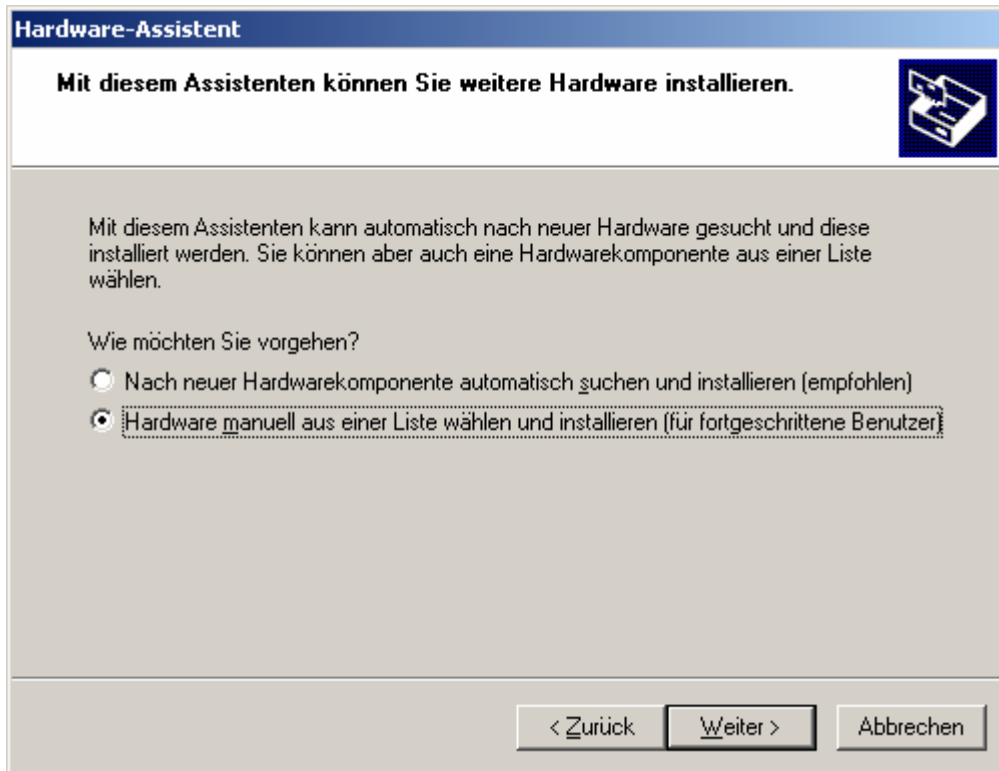 Hardware-Assistent
Mit diesem Assistenten können Sie weitere Hardware installieren.
Mit diesem Assistenten kann automatisch nach neuer Hardware gesucht und diese
installiert werden. Sie können aber auch eine Hardwarekomponente aus einer Liste
wählen.
Wie möchten Sie vorgehen?
Nach neuer Hardwarekomponente automatisch suchen und installieren (empfohlen)
Hardware manuell aus einer Liste wählen und installieren (für fortgeschrittene Benutzer)
< Zurück Weiter > Abbrechen